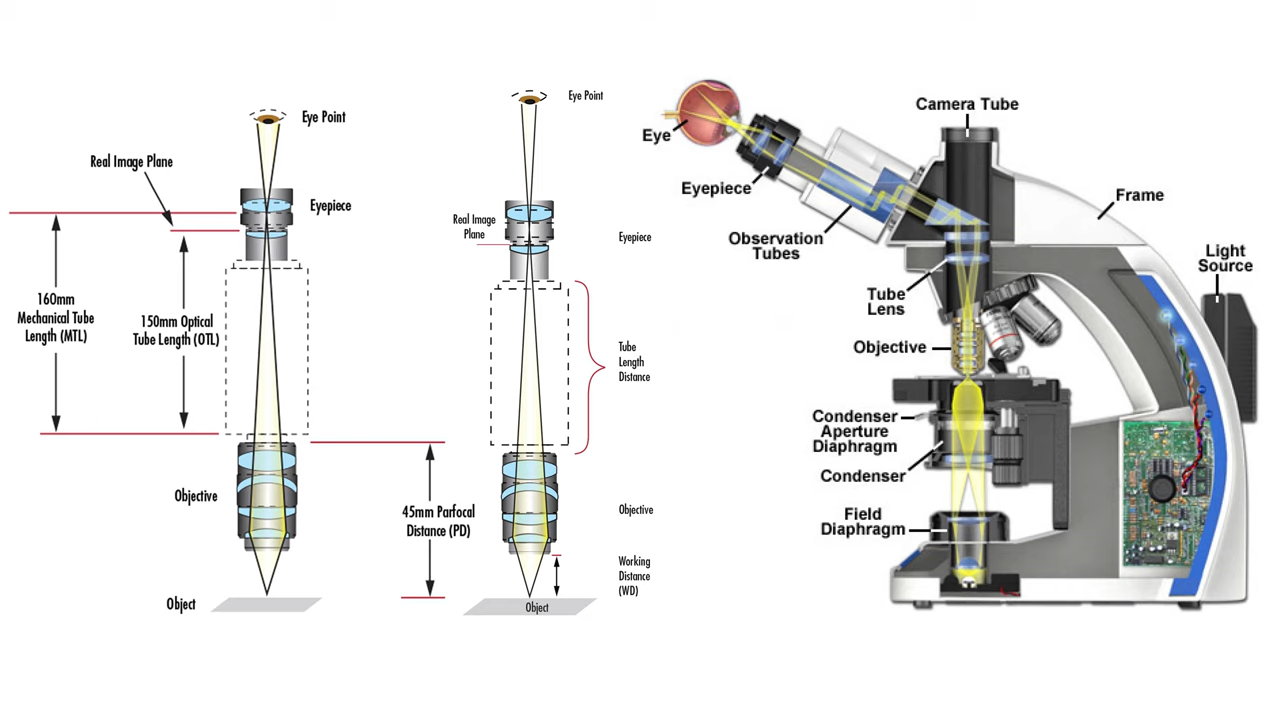 Eye Point
Real Image Plane
Eyepiece
160mm
Mechanical Tube
Length (MTL)
150mm Optical
Tube Length (OTL)
Objective
Object
45mm Parfocal
Distance (PD)
Eye Point
Real Image
Plane
Eyepiece
Tube
Length
Distance
Objective
Working
Distance
(WD)
Object
Camera Tube
Eye
Eyepiece
Frame
Observation
Tubes
Light
Source
Tube
Lens
Objective
Condenser
Aperture
Diaphragm
Condenser
Field
Diaphragm